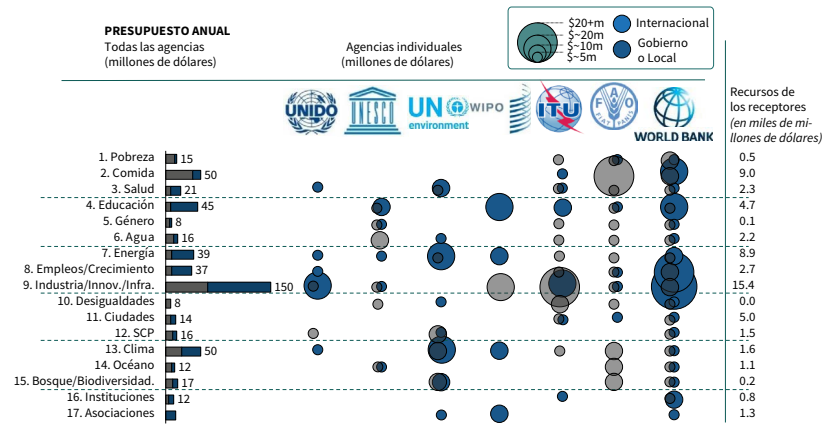 PRESUPUESTO ANUAL
Todas las agencias
(millones de dólares)
Agencias individuales
(millones de dólares)
$20+m
$~20m
$~10m
$~5m
Internacional
Gobierno
o Local
Recursos de
los receptores
(en miles de mi-
llones de dólares)
UNIDO
UNESCO
UN
environment
WIPO
ITU
F A O
FIAT PANIS
WORLD BANK
1. Pobreza 15 0.5
2. Comida 50 9.0
3. Salud 21 2.3
4. Educación 45 4.7
5. Género 8 0.1
6. Agua 16 2.2
7. Energía 39 8.9
8. Empleos/Crecimiento 37 2.7
9. Industria/Innov./Infra. 150 15.4
10. Desigualdades 8 0.0
11. Ciudades 14 5.0
12. SCP 16 1.5
13. Clima 50 1.6
14. Océano 12 1.1
15. Bosque/Biodiversidad. 17 0.2
16. Instituciones 12 0.8
17. Asociaciones 1.3